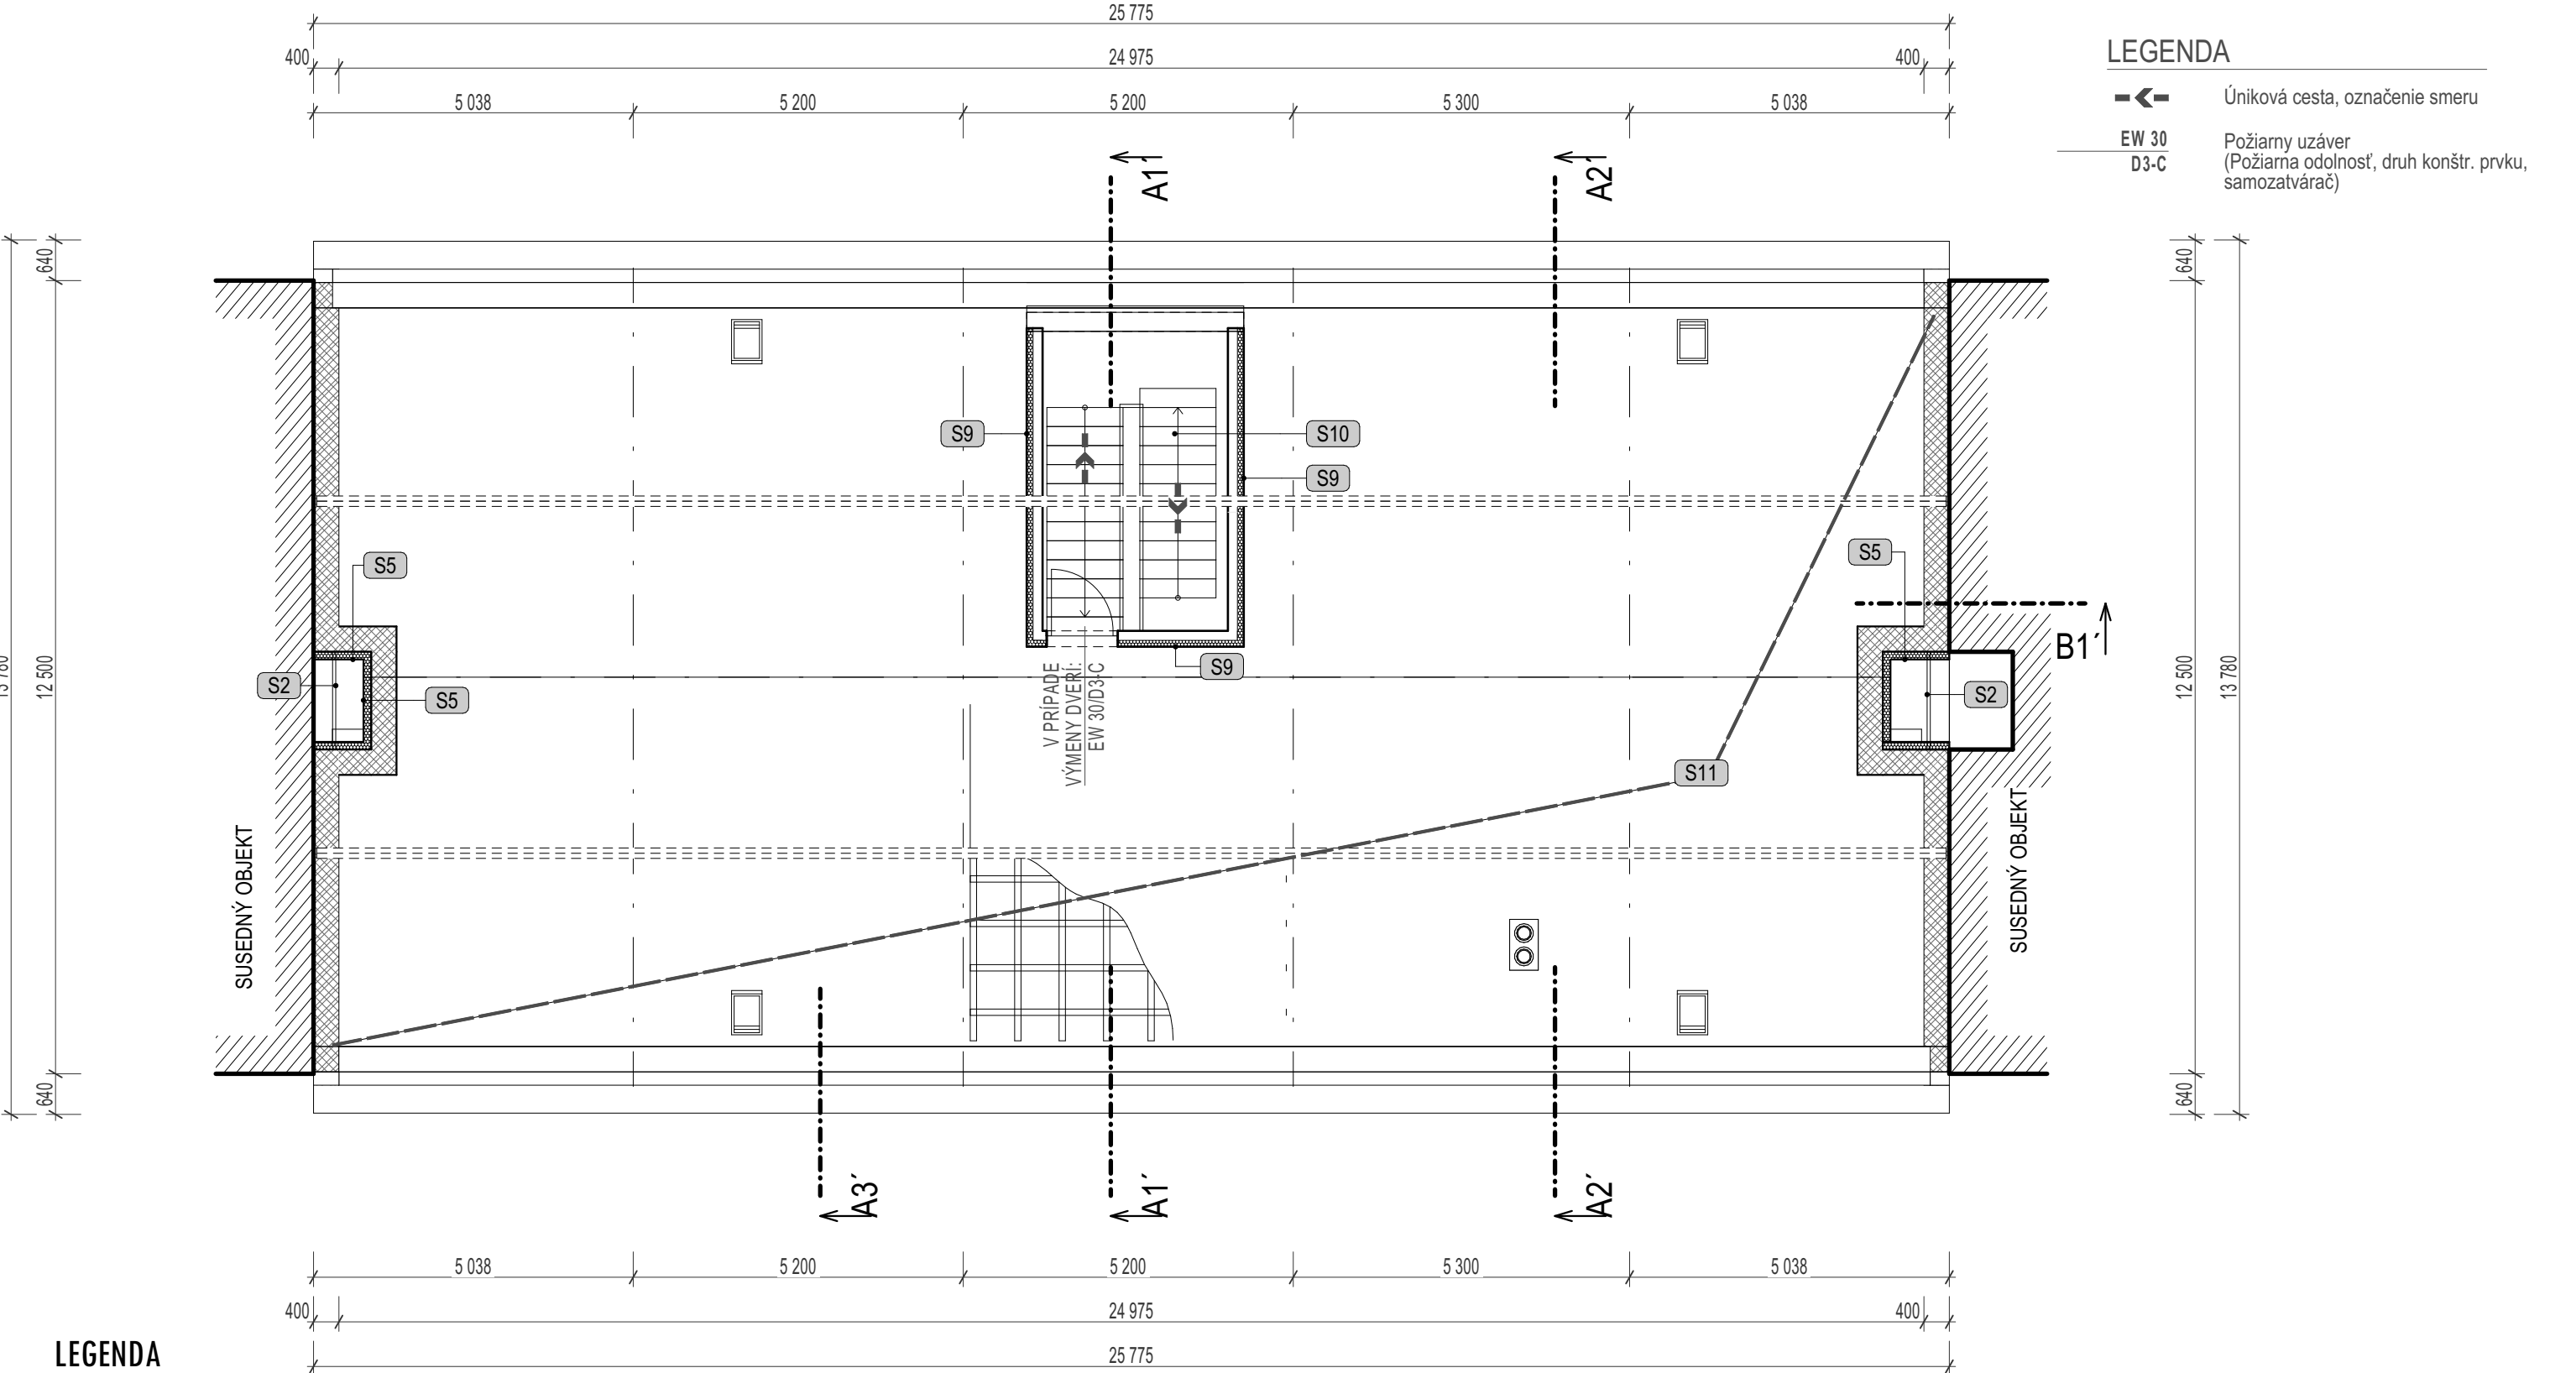 25 775
400
24 975
400
5 038
5 200
5 200
5 300
5 038
LEGENDA
Úniková cesta, označenie smeru
EW 30
D3-C
Požiarny uzáver
(Požiarna odolnosť, druh konštr. prvku,
samozatvárač)
A1´
A2´
640
12 500
640
640
12 500
13 780
640
S9
S10
S9
S5
S5
S2
S5
S9
S2
S11
B1´
V PRÍPADE
VÝMENY DVERÍ:
EW 30/D3-C
SUSEDNÝ OBJEKT
SUSEDNÝ OBJEKT
A3´
A1´
A2´
5 038
5 200
5 200
5 300
5 038
400
24 975
400
25 775
LEGENDA